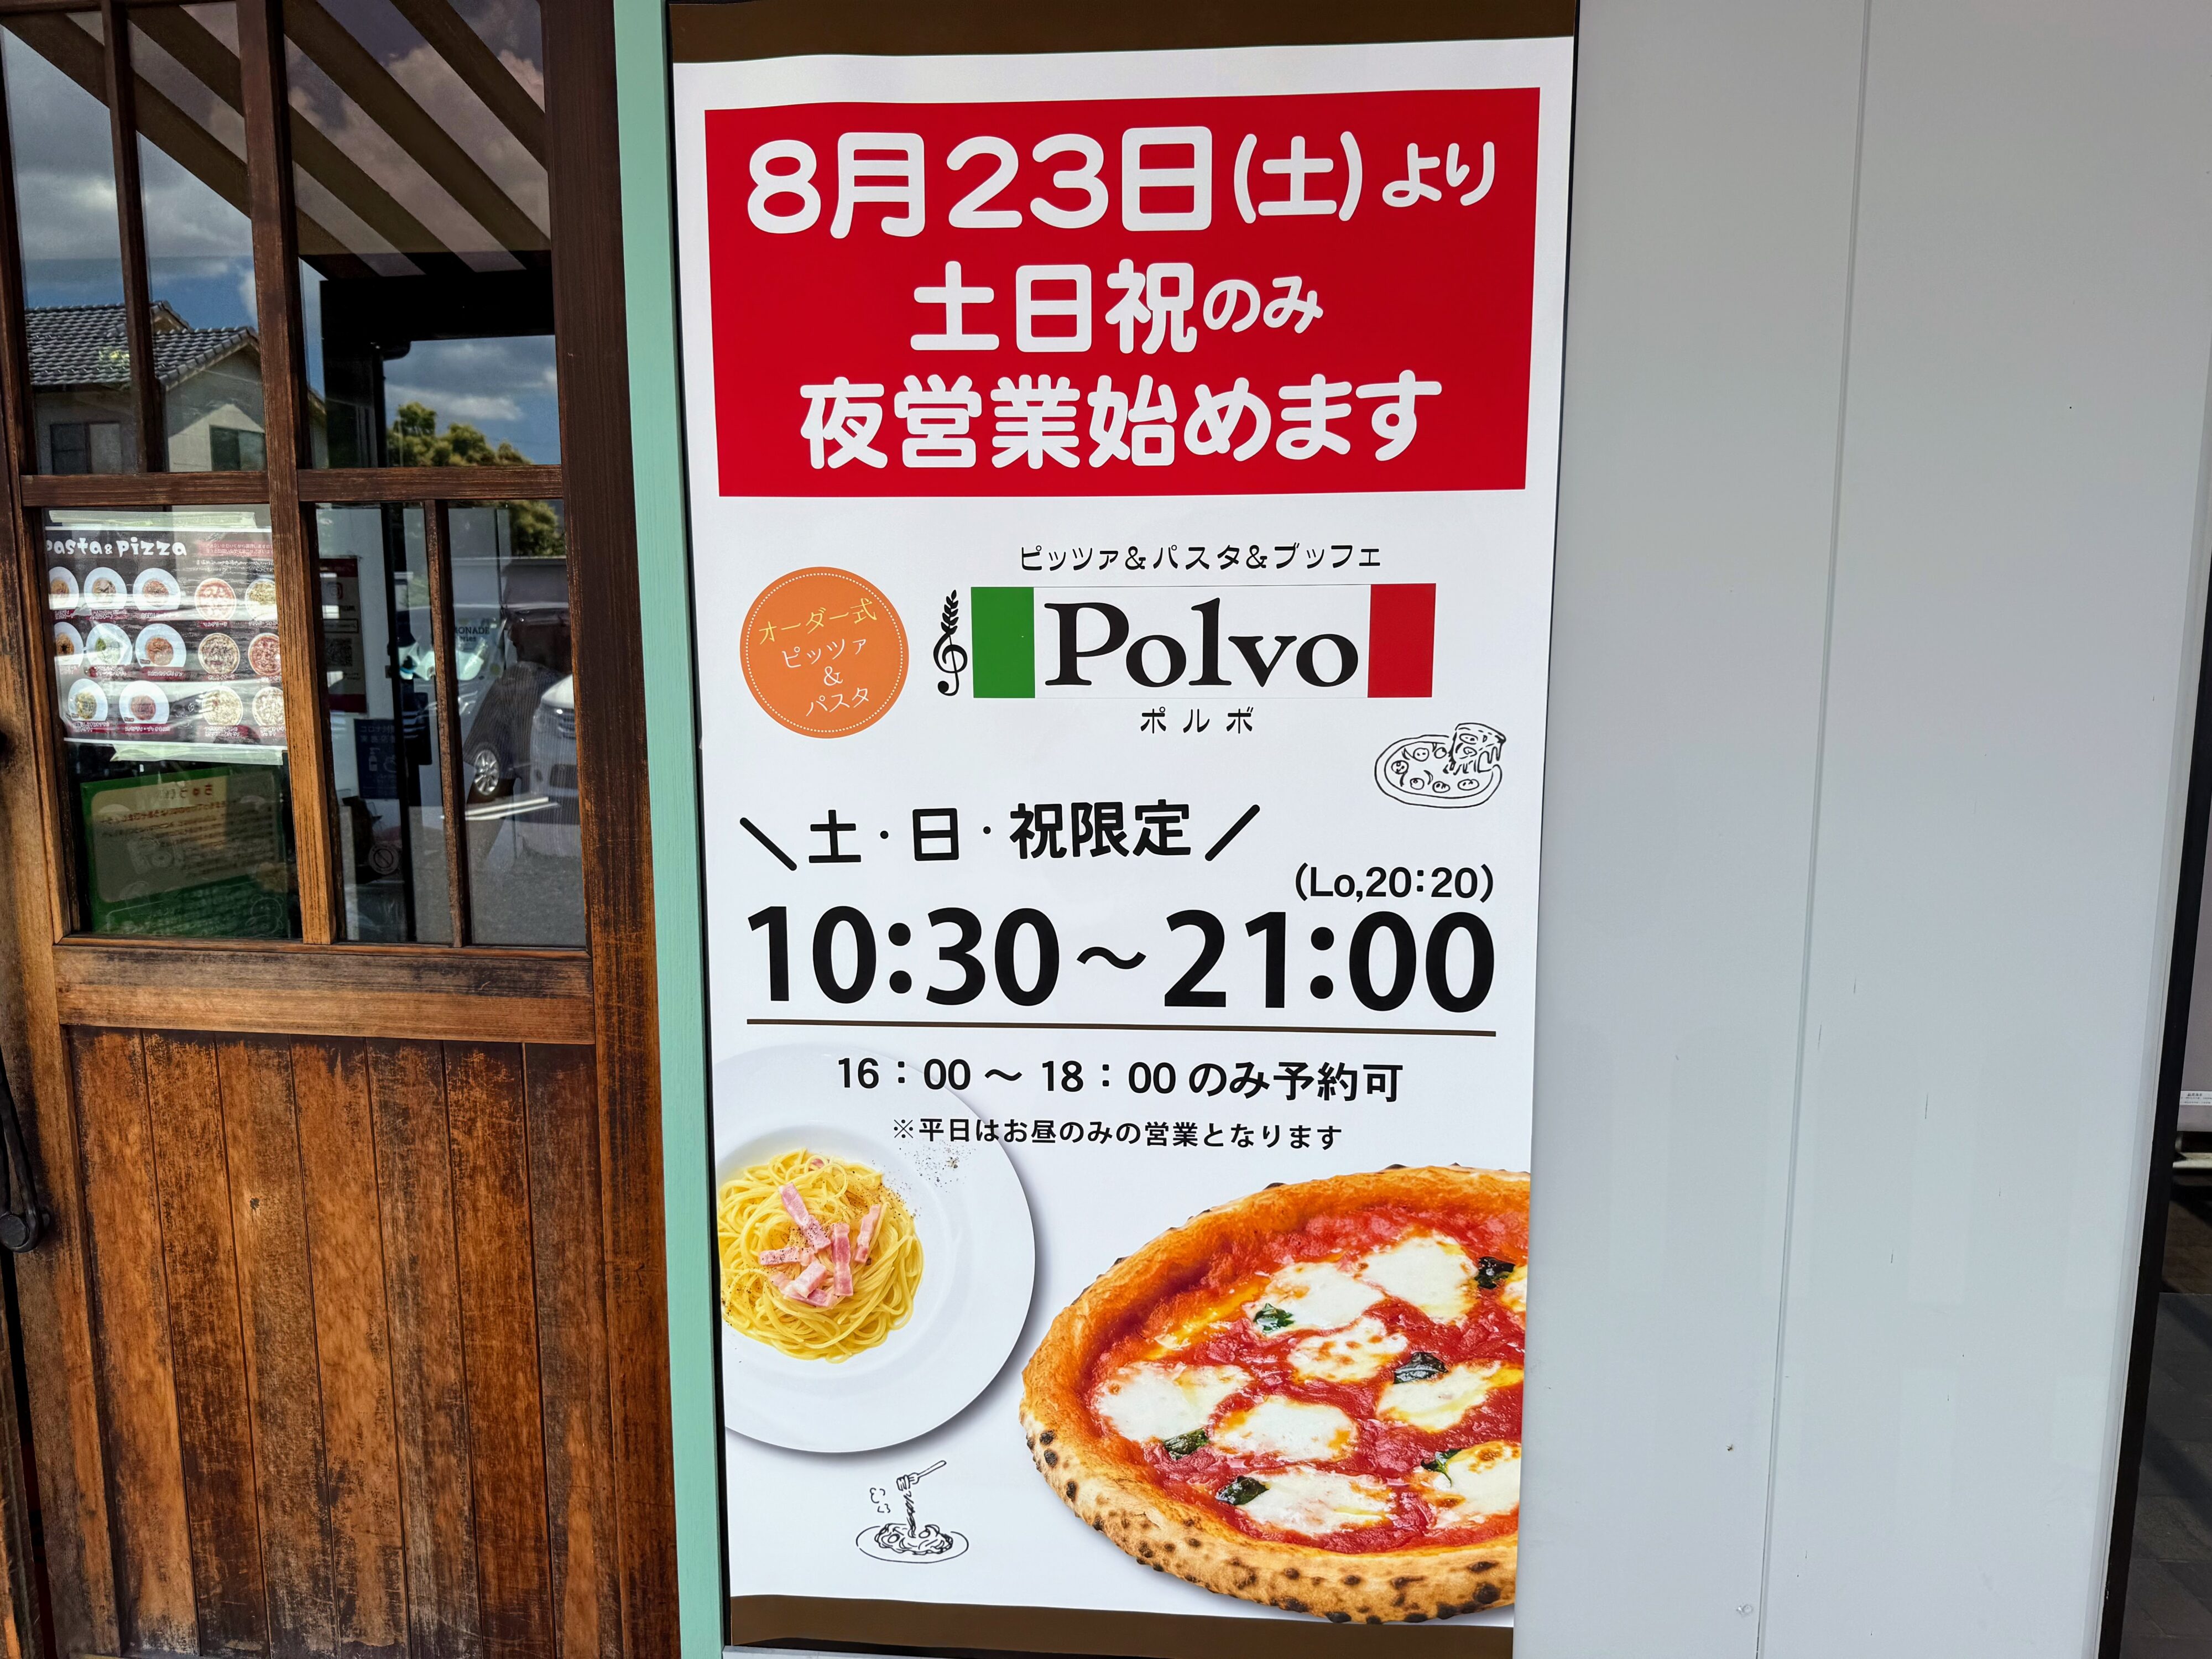 8月23日(土)より
土日祝のみ
夜営業始めます
ピッツァ&パスタ&ブッフェ
オーダー式
ピッツァ
&
パスタ
Polvo
ポルボ
＼土・日・祝限定／
(Lo,20:20)
10:30～21:00
16：00～18：00のみ予約可
※平日はお昼のみの営業となります
pasta&pizza